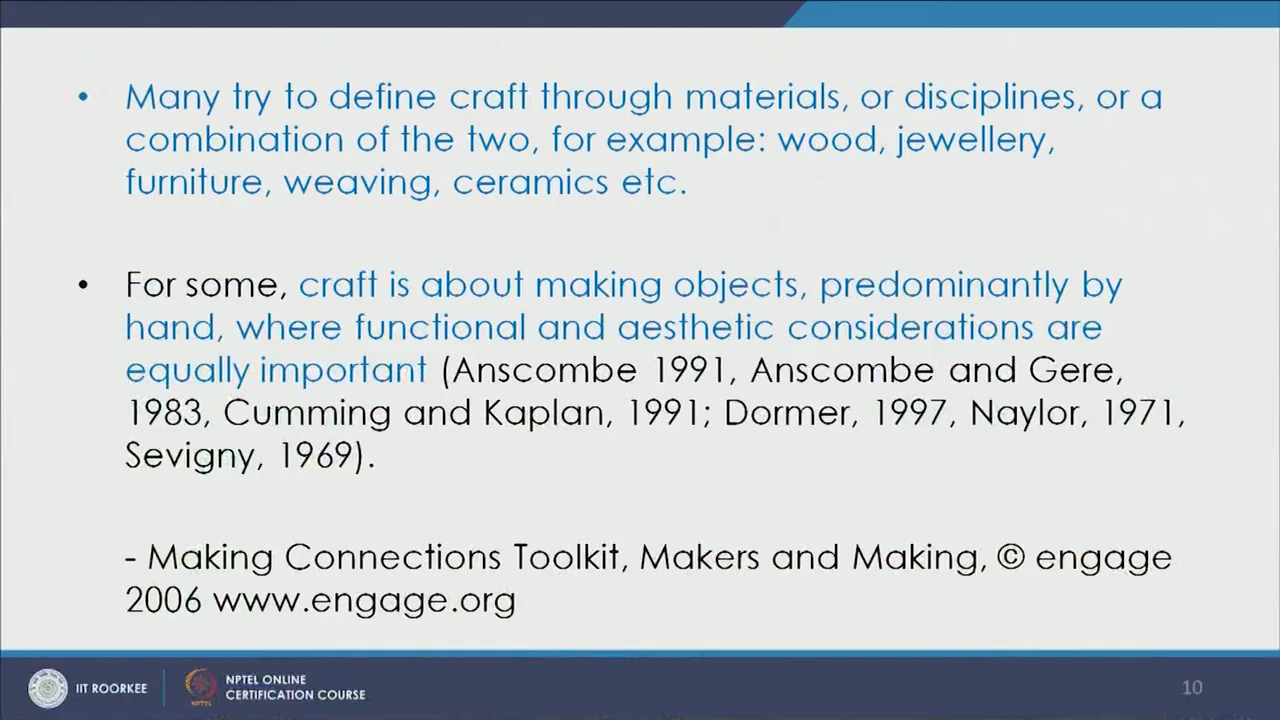 • Many try to define craft through materials, or disciplines, or a
combination of the two, for example: wood, jewellery,
furniture, weaving, ceramics etc.
• For some, craft is about making objects, predominantly by
hand, where functional and aesthetic considerations are
equally important (Anscombe 1991, Anscombe and Gere,
1983, Cumming and Kaplan, 1991; Dormer, 1997, Naylor, 1971,
Sevigny, 1969).
- Making Connections Toolkit, Makers and Making, © engage
2006 www.engage.org
IIT ROORKEE
NPTEL
NPTEL ONLINE
CERTIFICATION COURSE
10